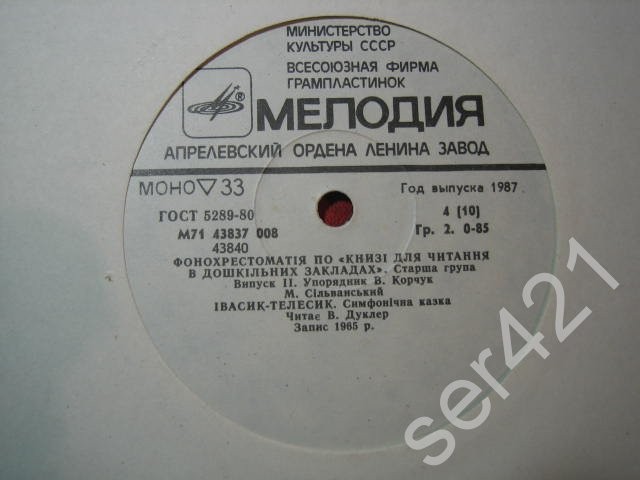 МИНИСТЕРСТВО
КУЛЬТУРЫ СССР
ВСЕСОЮЗНАЯ ФИРМА
ГРАМПЛАСТИНОК
® МЕЛОДИЯ
АПРЕЛЕВСКИЙ ОРДЕНА ЛЕНИНА ЗАВОД
МОНО ▽ 33
Год выпуска 1987
ГОСТ 5289-80
4 (10)
М71 43837 008
Гр. 2. 0-85
43840
ФОНОХРЕСТОМАТІЯ ПО «КНИЗІ ДЛЯ ЧИТАННЯ
В ДОШКІЛЬНИХ ЗАКЛАДАХ». Старша група
Випуск II. Упорядник В. Корчук
М. Сільванський
ІВАСИК-ТЕЛЕСИК. Симфонічна казка
Читає В. Дуклер
Запис 1965 р.
ser421